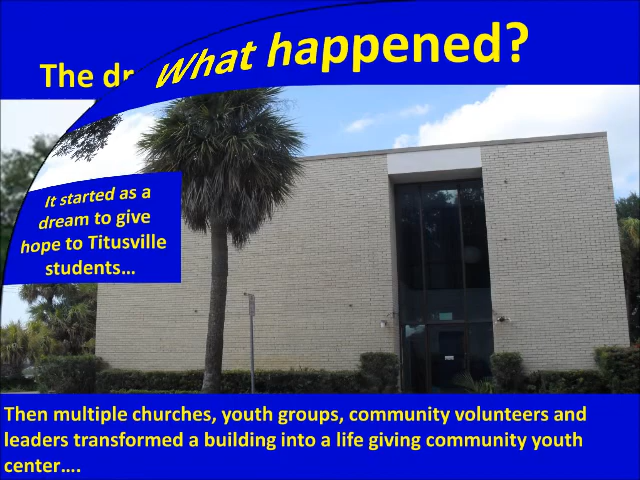 What happened?
The dr
It started as a
dream to give
hope to Titusville
students...
Then multiple churches, youth groups, community volunteers and
leaders transformed a building into a life giving community youth
center....